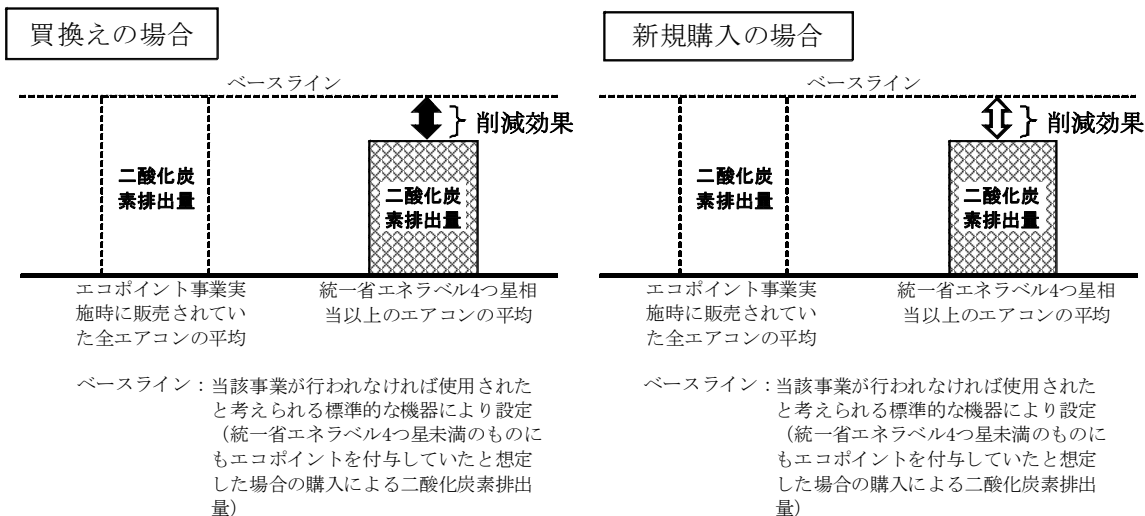 買換えの場合
ベースライン
削減効果
二酸化炭
素排出量
二酸化炭
素排出量
エコポイント事業実
施時に販売されてい
た全エアコンの平均
統一省エネラベル4つ星相
当以上のエアコンの平均
ベースライン：当該事業が行われなければ使用された
と考えられる標準的な機器により設定
（統一省エネラベル4つ星未満のものに
もエコポイントを付与していたと想定
した場合の購入による二酸化炭素排出
量）
新規購入の場合
ベースライン
削減効果
二酸化炭
素排出量
二酸化炭
素排出量
エコポイント事業実
施時に販売されてい
た全エアコンの平均
統一省エネラベル4つ星相
当以上のエアコンの平均
ベースライン：当該事業が行われなければ使用された
と考えられる標準的な機器により設定
（統一省エネラベル4つ星未満のものに
もエコポイントを付与していたと想定
した場合の購入による二酸化炭素排出
量）